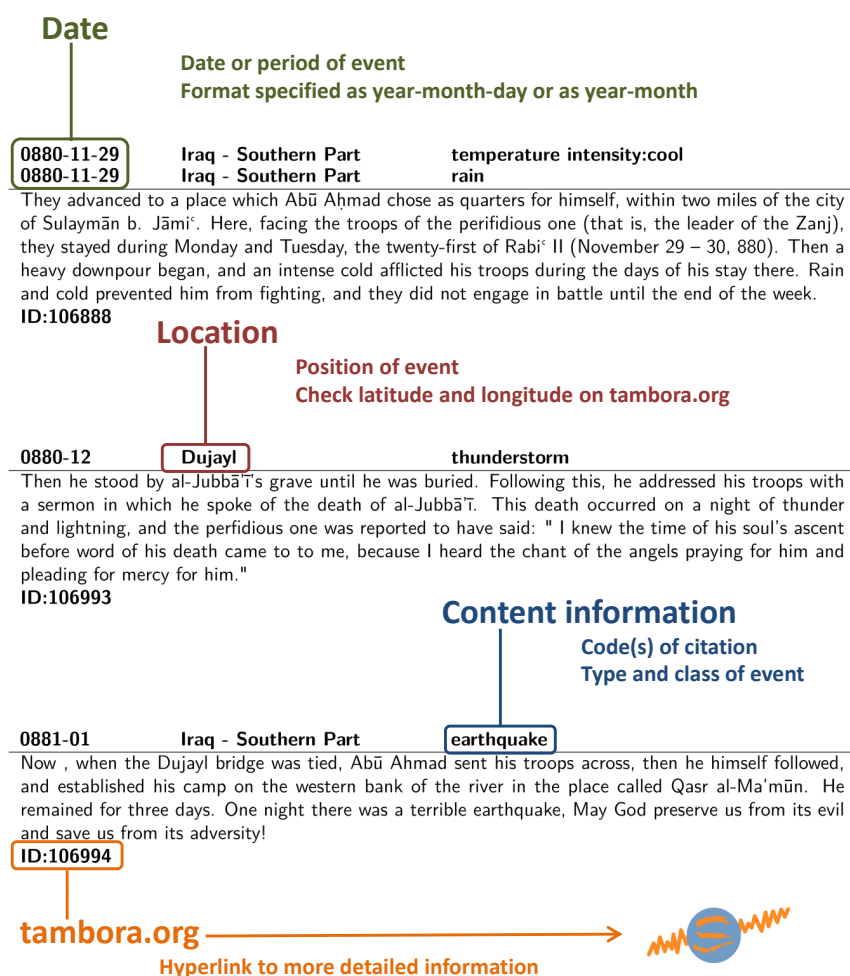 Date
Date or period of event
Format specified as year-month-day or as year-month
0880-11-29 Iraq - Southern Part temperature intensity:cool
0880-11-29 Iraq - Southern Part rain
They advanced to a place which Abū Aḥmad chose as quarters for himself, within two miles of the city
of Sulaymān b. Jāmiʿ. Here, facing the troops of the perifidious one (that is, the leader of the Zanj),
they stayed during Monday and Tuesday, the twenty-first of Rabiʿ II (November 29 – 30, 880). Then a
heavy downpour began, and an intense cold afflicted his troops during the days of his stay there. Rain
and cold prevented him from fighting, and they did not engage in battle until the end of the week.
ID:106888
Location
Position of event
Check latitude and longitude on tambora.org
0880-12 Dujayl thunderstorm
Then he stood by al-Jubbā'ī's grave until he was buried. Following this, he addressed his troops with
a sermon in which he spoke of the death of al-Jubbā'ī. This death occurred on a night of thunder
and lightning, and the perfidious one was reported to have said: " I knew the time of his soul's ascent
before word of his death came to to me, because I heard the chant of the angels praying for him and
pleading for mercy for him."
ID:106993
Content information
Code(s) of citation
Type and class of event
0881-01 Iraq - Southern Part earthquake
Now , when the Dujayl bridge was tied, Abū Ahmad sent his troops across, then he himself followed,
and established his camp on the western bank of the river in the place called Qasr al-Ma'mūn. He
remained for three days. One night there was a terrible earthquake, May God preserve us from its evil
and save us from its adversity!
ID:106994
tambora.org
Hyperlink to more detailed information